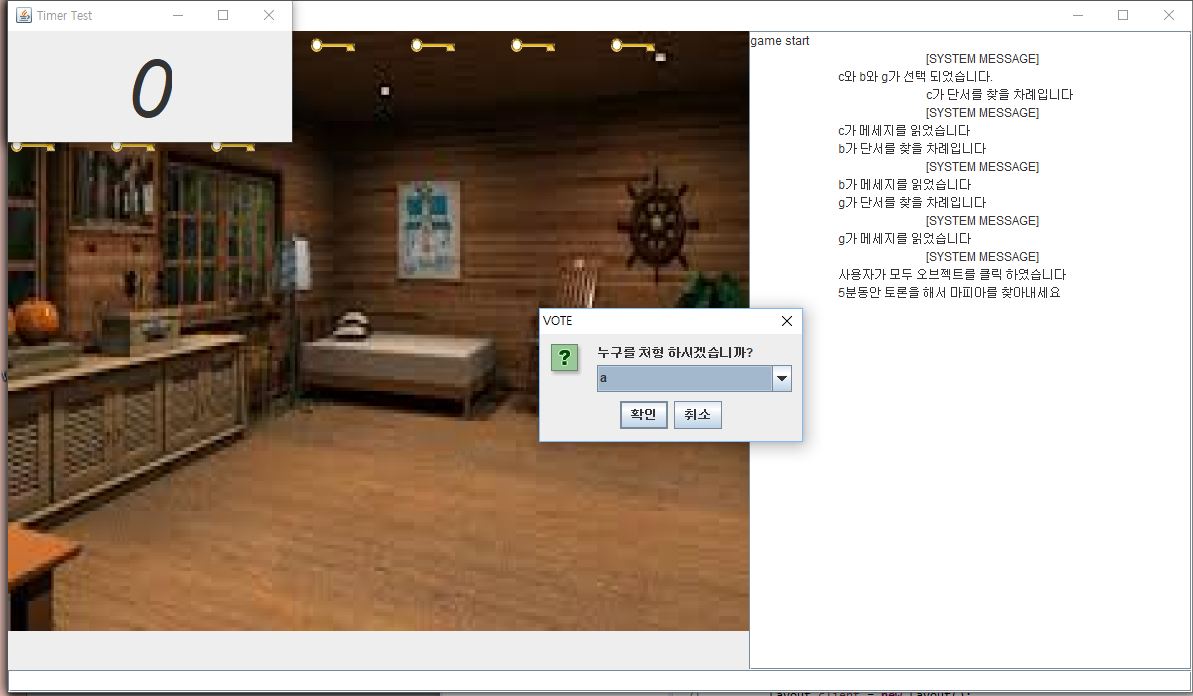 Timer Test
0
game start
[SYSTEM MESSAGE]
c와 b와 g가 선택 되었습니다.
c가 단서를 찾을 차례입니다
[SYSTEM MESSAGE]
c가 메세지를 읽었습니다
b가 단서를 찾을 차례입니다
[SYSTEM MESSAGE]
b가 메세지를 읽었습니다
g가 단서를 찾을 차례입니다
[SYSTEM MESSAGE]
g가 메세지를 읽었습니다
[SYSTEM MESSAGE]
사용자가 모두 오브젝트를 클릭 하였습니다
5분동안 토론을 해서 마피아를 찾아내세요
VOTE
누구를 처형 하시겠습니까?
a
확인 취소
Layout client = new Layout();